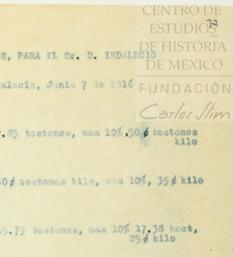 CENTRO DE
ESTUDIOS
DE HISTORIA
DE MEXICO
FUNDACIÓN
Carlos Slim
S, PARA EL Sr. D. INDALECIO
alacio, Junio 7 de 1916
.85 tostones, mas 10%, 50 ¢ tostones
kilo
0¢ tostones kilo, mas 10%, 35¢ kilo
5.75 tostones, mas 10% 17.38 hect,
25¢ kilo